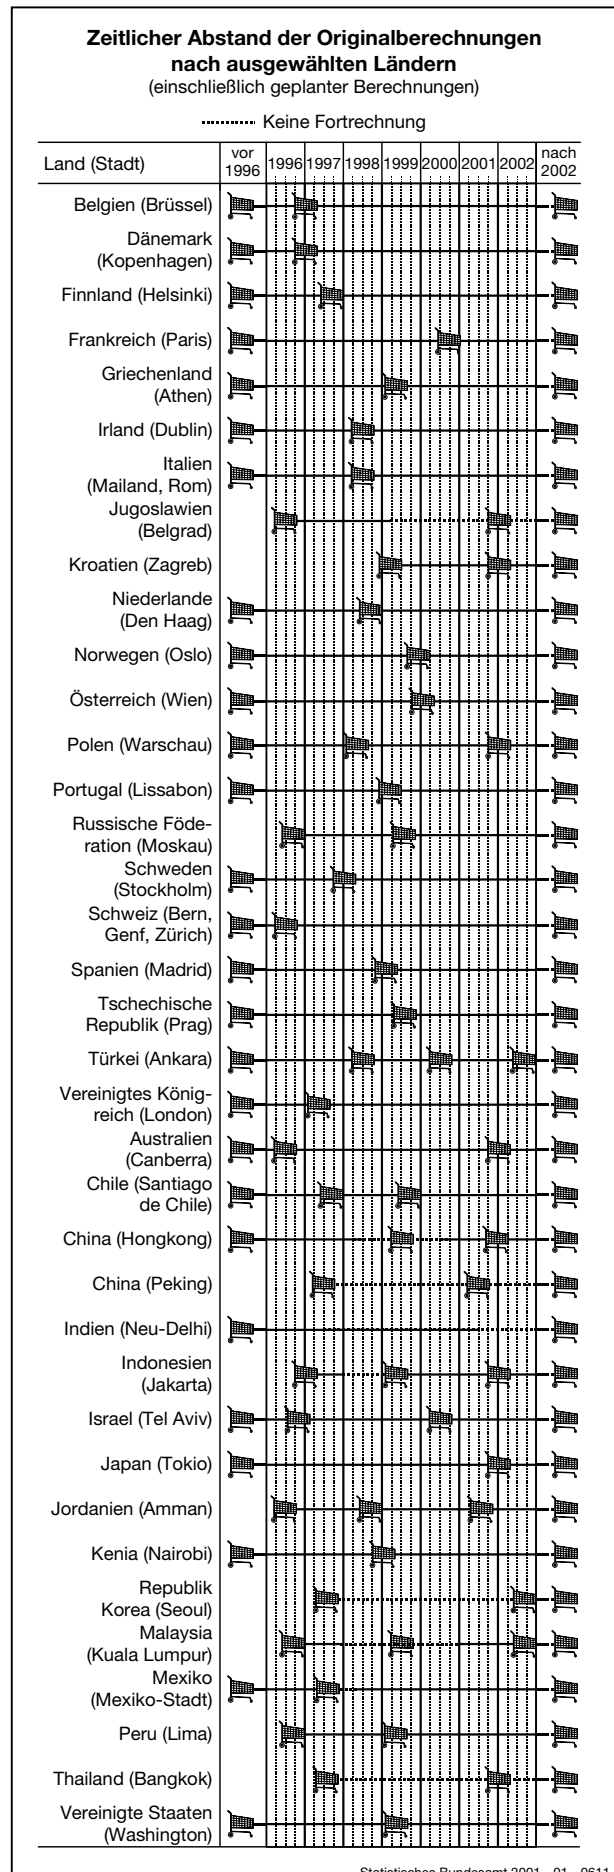 Zeitlicher Abstand der Originalberechnungen
nach ausgewählten Ländern
(einschließlich geplanter Berechnungen)
Keine Fortrechnung
Land (Stadt)
vor
1996
1996
1997
1998
1999
2000
2001
2002
nach
2002
Belgien (Brüssel)
Dänemark
(Kopenhagen)
Finnland (Helsinki)
Frankreich (Paris)
Griechenland
(Athen)
Irland (Dublin)
Italien
(Mailand, Rom)
Jugoslawien
(Belgrad)
Kroatien (Zagreb)
Niederlande
(Den Haag)
Norwegen (Oslo)
Österreich (Wien)
Polen (Warschau)
Portugal (Lissabon)
Russische Föde-
ration (Moskau)
Schweden
(Stockholm)
Schweiz (Bern,
Genf, Zürich)
Spanien (Madrid)
Tschechische
Republik (Prag)
Türkei (Ankara)
Vereinigtes König-
reich (London)
Australien
(Canberra)
Chile (Santiago
de Chile)
China (Hongkong)
China (Peking)
Indien (Neu-Delhi)
Indonesien
(Jakarta)
Israel (Tel Aviv)
Japan (Tokio)
Jordanien (Amman)
Kenia (Nairobi)
Republik
Korea (Seoul)
Malaysia
(Kuala Lumpur)
Mexiko
(Mexiko-Stadt)
Peru (Lima)
Thailand (Bangkok)
Vereinigte Staaten
(Washington)
Statistisches Bundesamt 2001 - 01 - 0611